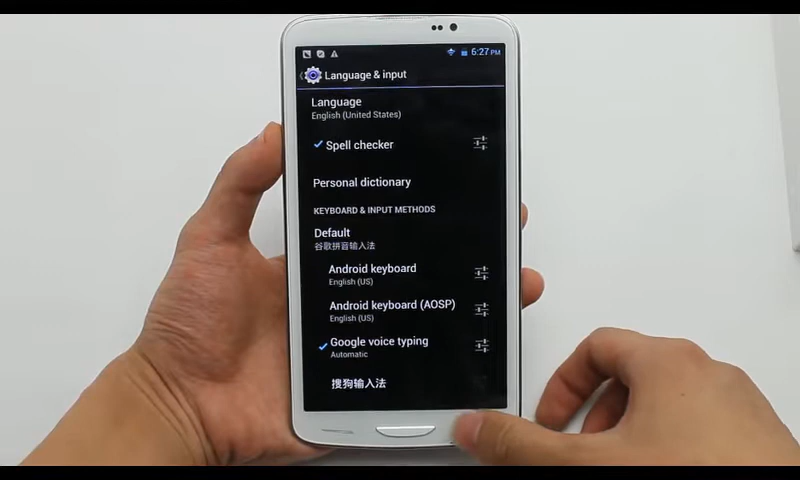 6:27 PM
Language & input
Language
English (United States)
Spell checker
Personal dictionary
KEYBOARD & INPUT METHODS
Default
谷歌拼音输入法
Android keyboard
English (US)
Android keyboard (AOSP)
English (US)
Google voice typing
Automatic
搜狗输入法